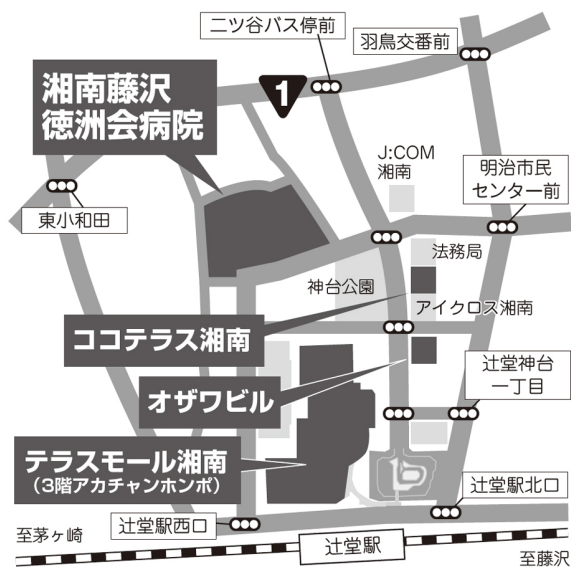 二ツ谷バス停前
羽鳥交番前
1
湘南藤沢
徳洲会病院
J:COM
湘南
明治市民
センター前
東小和田
法務局
神台公園
アイクロス湘南
ココテラス湘南
オザワビル
辻堂神台
一丁目
テラスモール湘南
（3階アカチャンホンポ）
辻堂駅北口
辻堂駅西口
至茅ヶ崎
辻堂駅
至藤沢